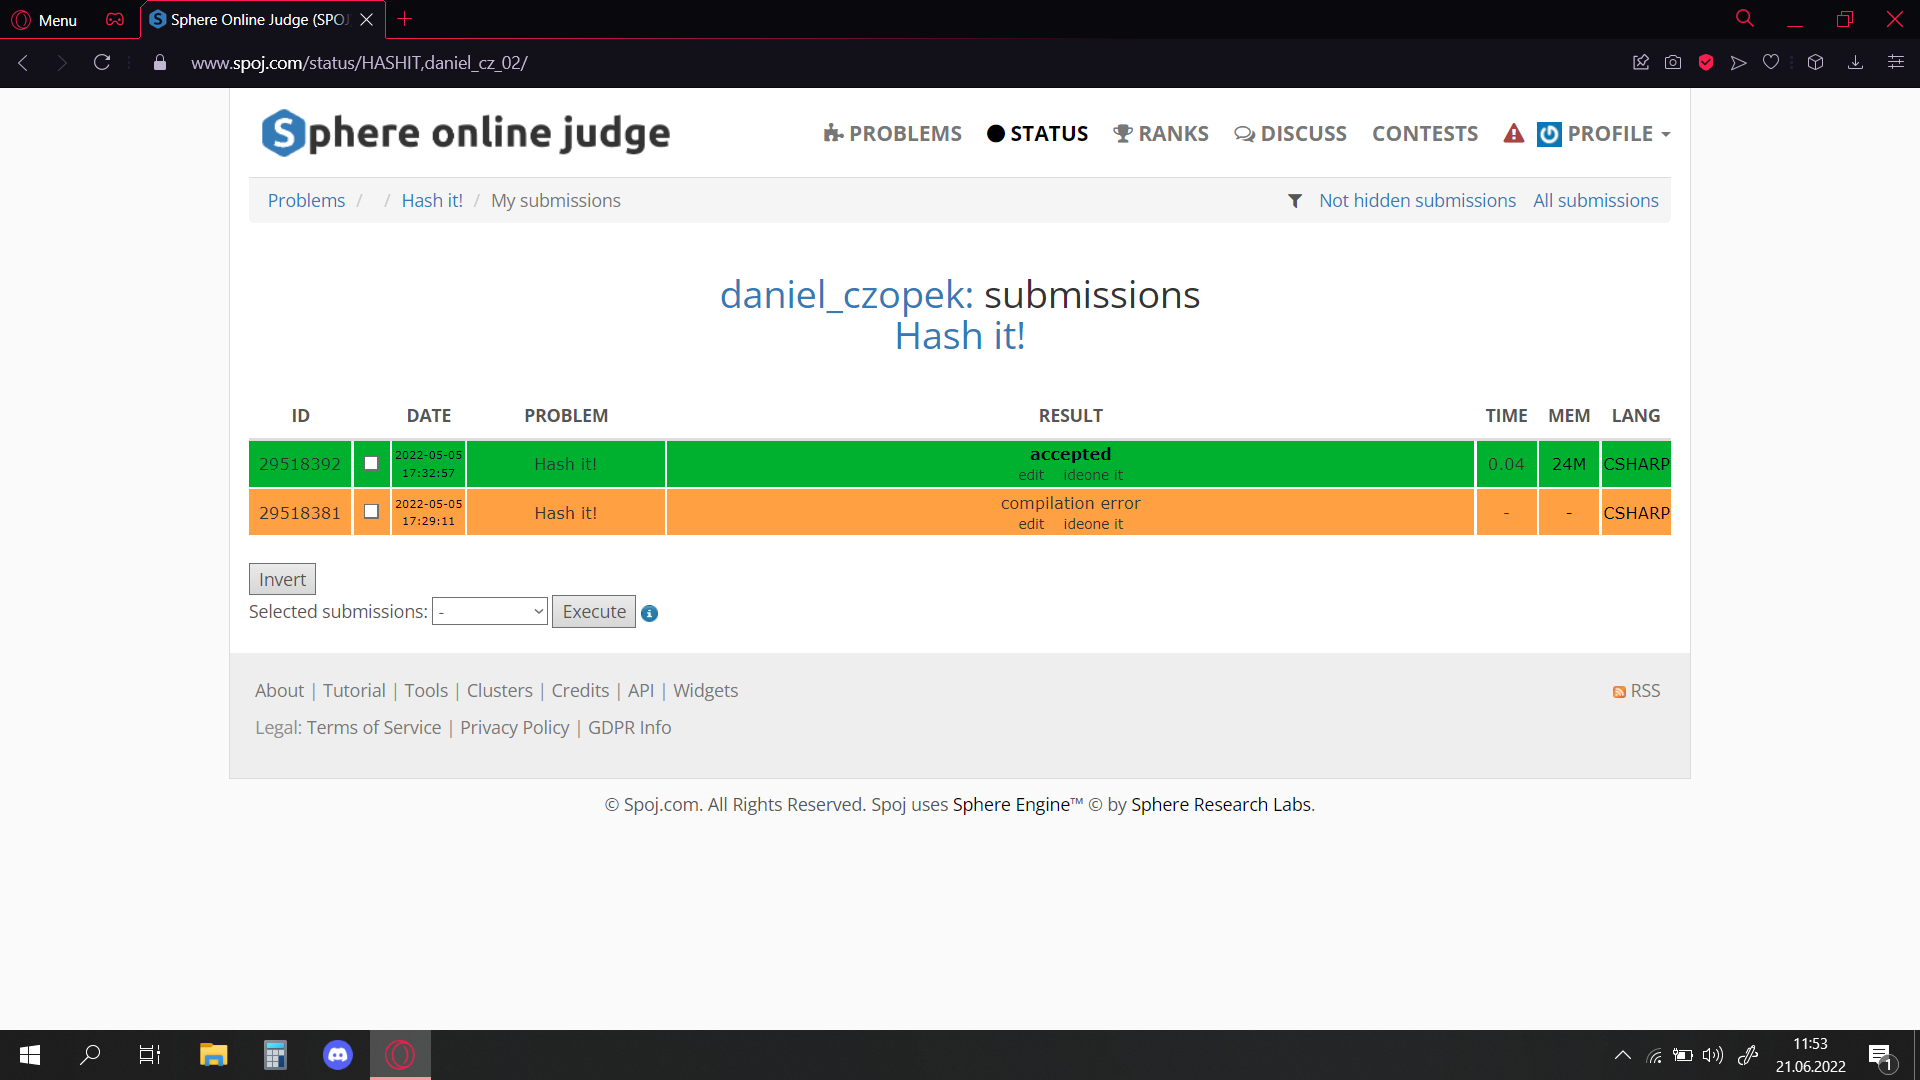 Menu
Sphere Online Judge (SPOJ
www.spoj.com/status/HASHIT,daniel_cz_02/
Sphere online judge
PROBLEMS STATUS RANKS DISCUSS CONTESTS PROFILE
Problems / / Hash it! / My submissions Not hidden submissions All submissions
daniel_czopek: submissions
Hash it!
ID DATE PROBLEM RESULT TIME MEM LANG
29518392 2022-05-05 17:32:57 Hash it! accepted 0.04 24M CSHARP
edit ideone it
29518381 2022-05-05 17:29:11 Hash it! compilation error - - CSHARP
edit ideone it
Invert
Selected submissions: - Execute
About | Tutorial | Tools | Clusters | Credits | API | Widgets RSS
Legal: Terms of Service | Privacy Policy | GDPR Info
© Spoj.com. All Rights Reserved. Spoj uses Sphere Engine™ © by Sphere Research Labs.
11:53
21.06.2022
1